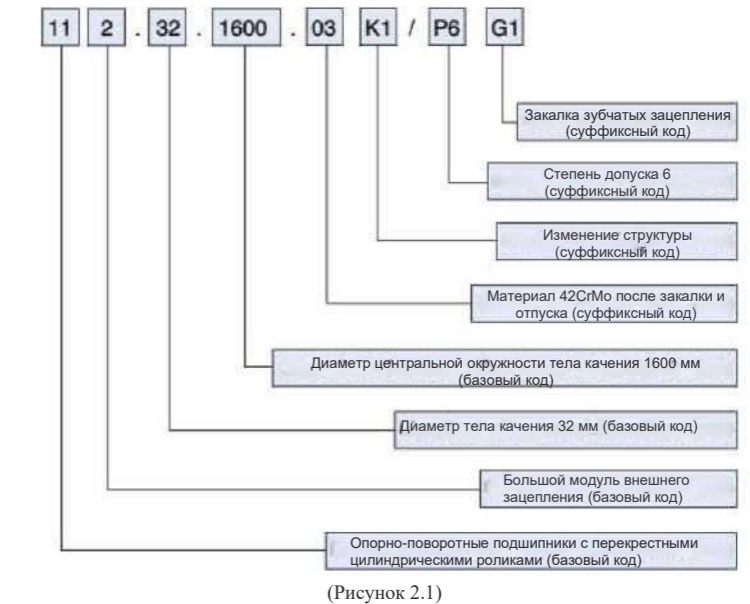 11 2 . 32 . 1600 . 03 K1 / P6 G1
Закалка зубчатых зацепления
(суффиксный код)
Степень допуска 6
(суффиксный код)
Изменение структуры
(суффиксный код)
Материал 42CrMo после закалки и
отпуска (суффиксный код)
Диаметр центральной окружности тела качения 1600 мм
(базовый код)
Диаметр тела качения 32 мм (базовый код)
Большой модуль внешнего
зацепления (базовый код)
Опорно-поворотные подшипники с перекрестными
цилиндрическими роликами (базовый код)
(Рисунок 2.1)